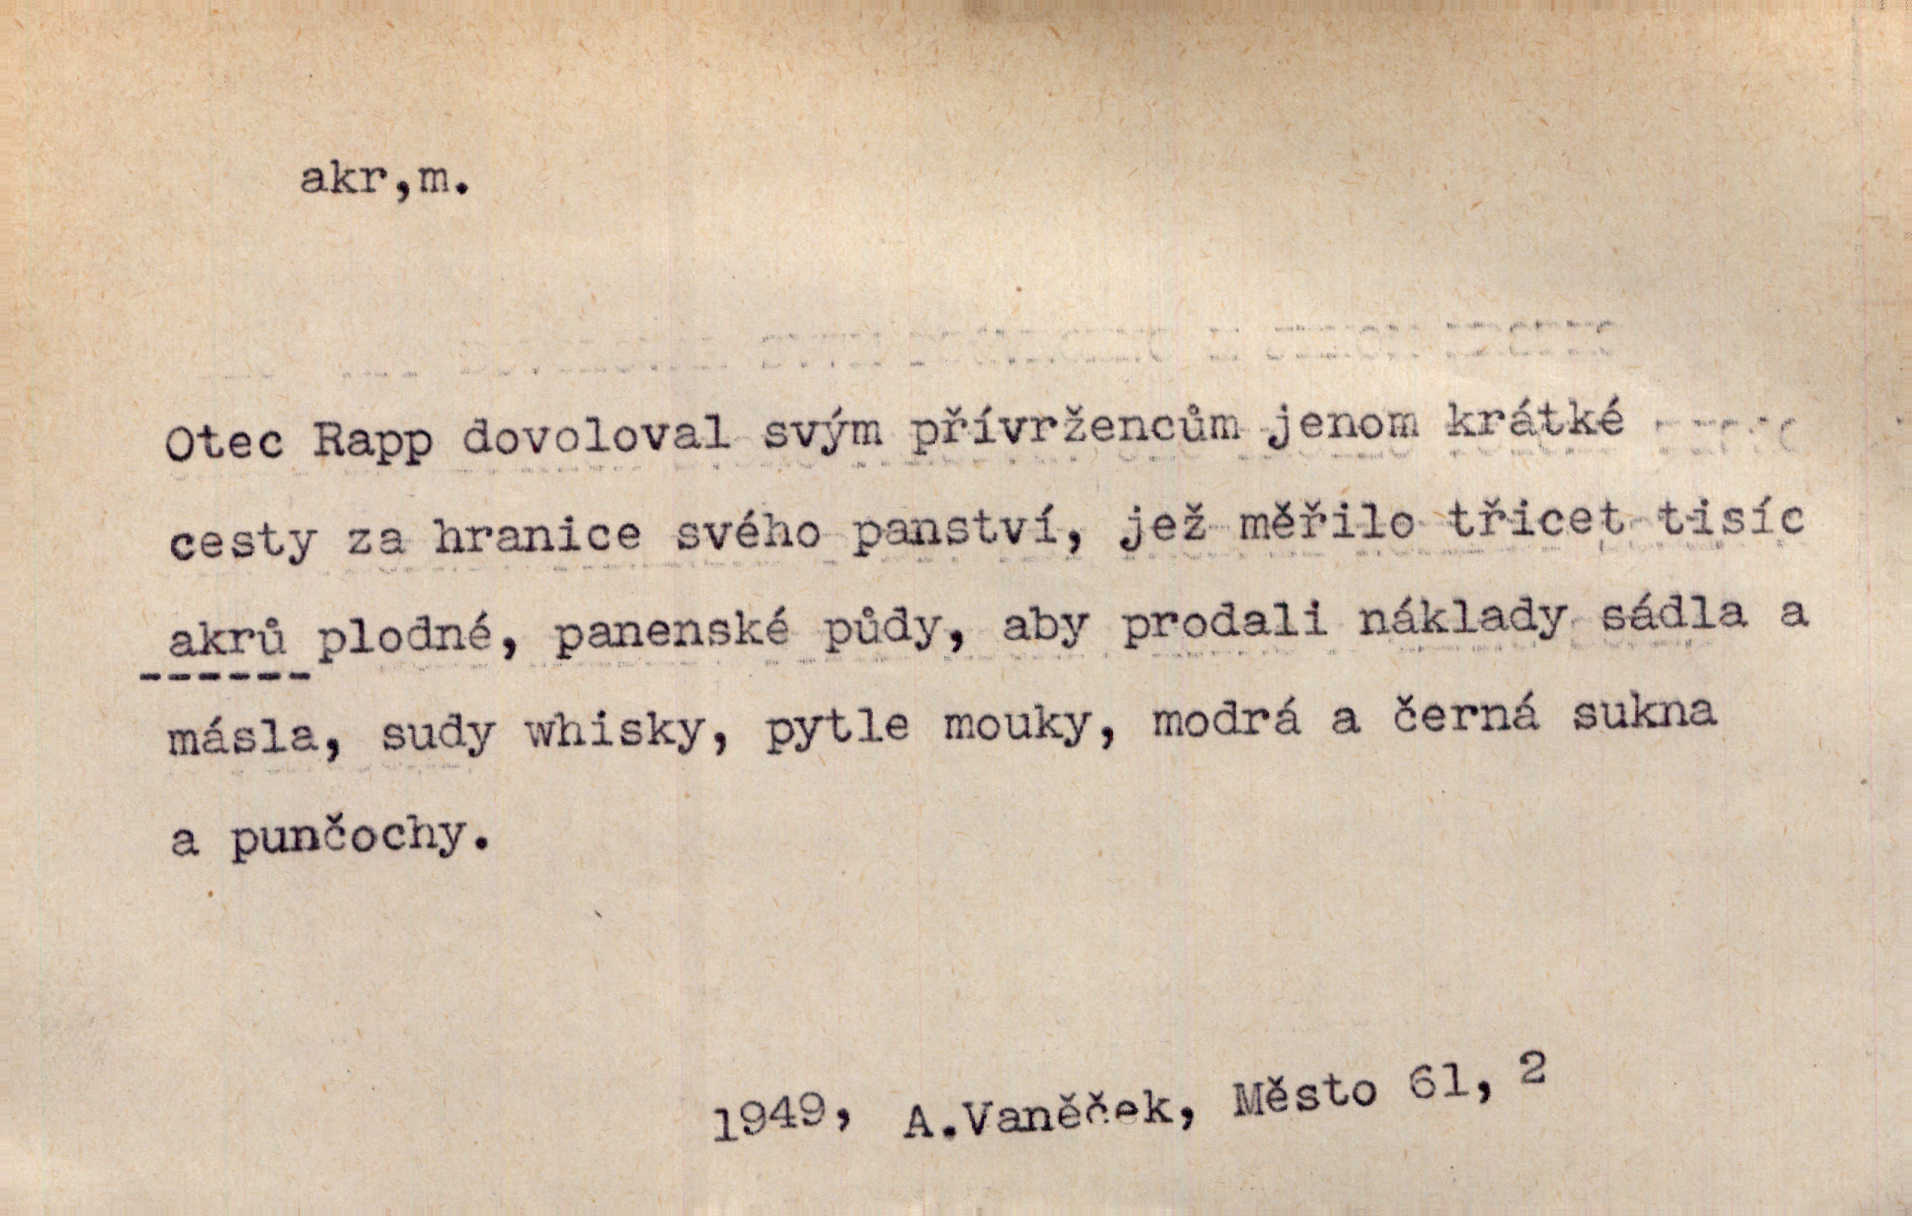 akr,m.
Otec Rapp dovoloval svým přívržencům jenom krátké
cesty za hranice svého panství, jež měřilo třicet tisíc
akrů plodné, panenské půdy, aby prodali náklady sádla a
másla, sudy whisky, pytle mouky, modrá a černá sukna
a punčochy.
1949, A.Vaněček, Město 61, 2